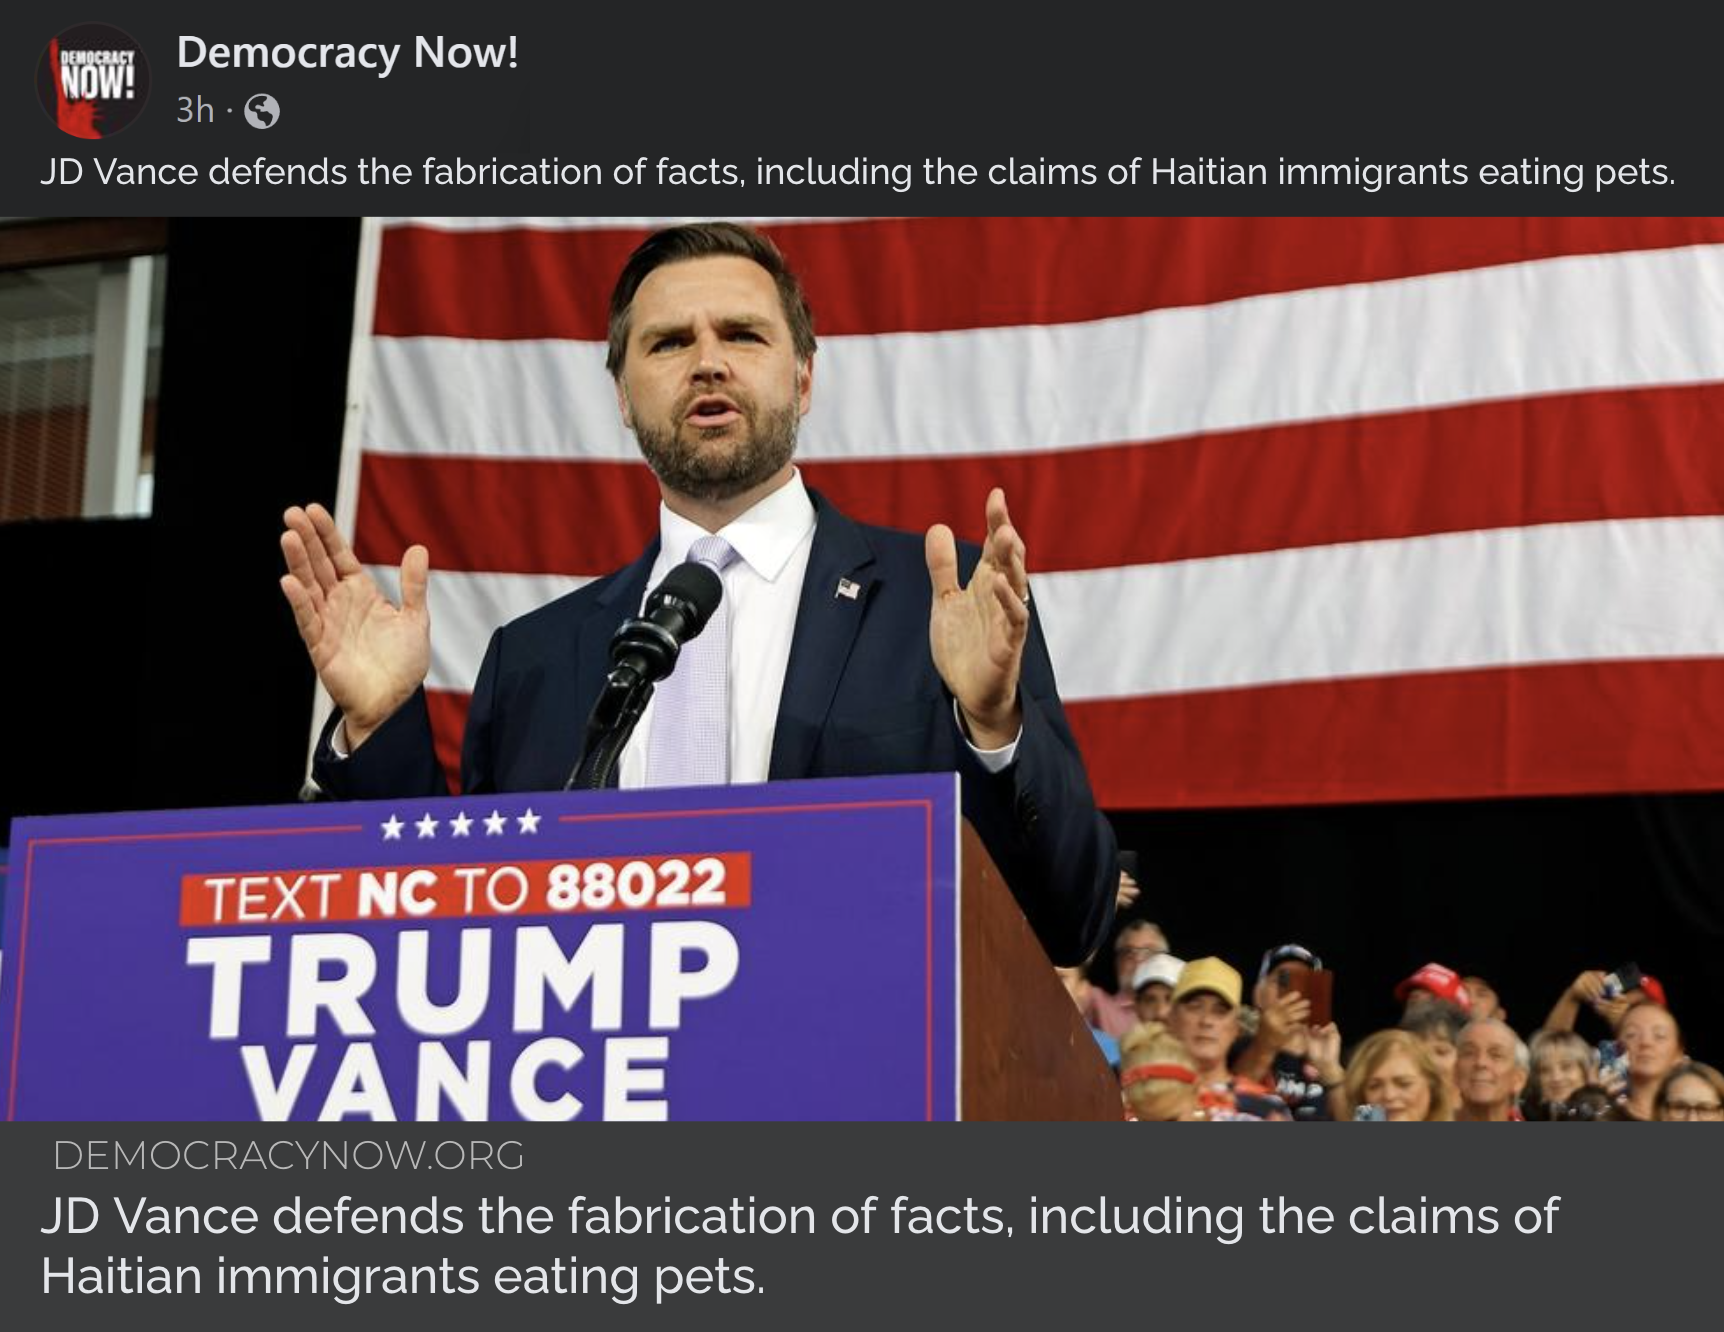 DEMOCRACY
NOW!
Democracy Now!
3h ·
JD Vance defends the fabrication of facts, including the claims of Haitian immigrants eating pets.
TEXT NC TO 88022
TRUMP
VANCE
DEMOCRACYNOW.ORG
JD Vance defends the fabrication of facts, including the claims of
Haitian immigrants eating pets.